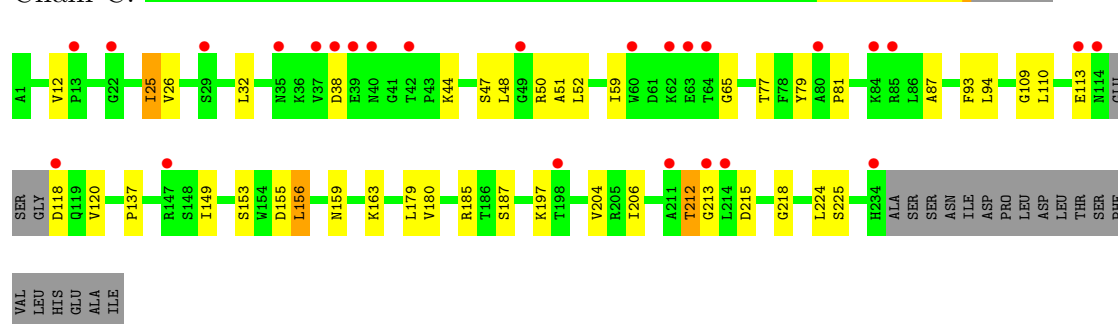 A1 V12 P13 G22 I25 V26 S29 L32 N35 K36 V37 D38 E39 N40 G41 T42 P43 K44 S47 L48 G49 R50 A51 L52 I59 W60 D61 K62 E63 T64 G65 T77 F78 Y79 A80 P81 K84 R85 L86 A87 F93 L94 G109 L110 E113 N114
SER GLY D118 Q119 V120 P137 R147 S148 I149 S153 W154 D155 L156 N159 K163 L179 V180 R185 T186 S187 K197 T198 V204 R205 I206 A211 T212 G213 L214 D215 G218 L224 S225 H234 ALA SER SER ASN ILE ASP PRO LEU ASP LEU THR SER PHE
VAL LEU HIS GLU ALA ILE